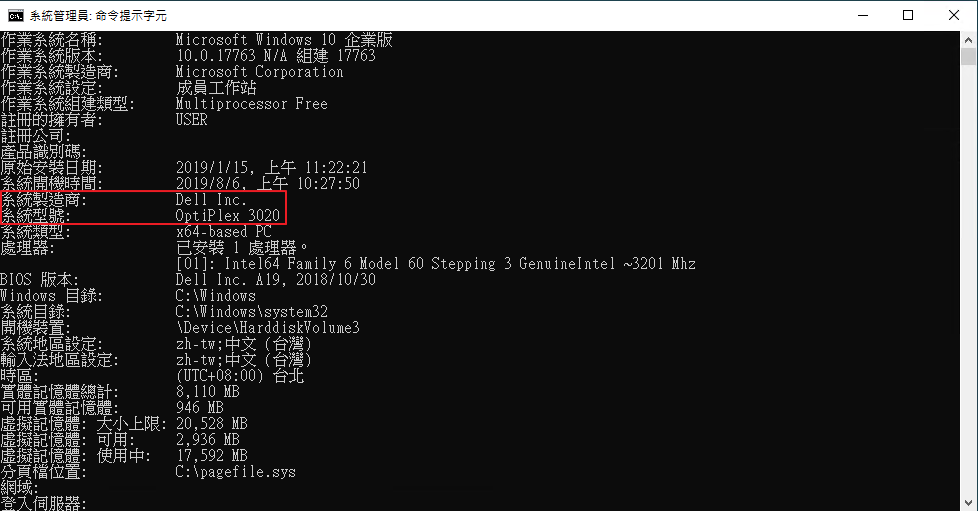 系統管理員: 命令提示字元
作業系統名稱: Microsoft Windows 10 企業版
作業系統版本: 10.0.17763 N/A 組建 17763
作業系統製造商: Microsoft Corporation
作業系統設定: 成員工作站
作業系統組建類型: Multiprocessor Free
註冊的擁有者: USER
註冊公司:
產品識別碼:
原始安裝日期: 2019/1/15, 上午 11:22:21
系統開機時間: 2019/8/6, 上午 10:27:50
系統製造商: Dell Inc.
系統型號: OptiPlex 3020
系統類型: x64-based PC
處理器: 已安裝 1 處理器。
[01]: Intel64 Family 6 Model 60 Stepping 3 GenuineIntel ~3201 Mhz
BIOS 版本: Dell Inc. A19, 2018/10/30
Windows 目錄: C:\Windows
系統目錄: C:\Windows\system32
開機裝置: \Device\HarddiskVolume3
系統地區設定: zh-tw;中文 (台灣)
輸入法地區設定: zh-tw;中文 (台灣)
時區: (UTC+08:00) 台北
實體記憶體總計: 8,110 MB
可用實體記憶體: 946 MB
虛擬記憶體: 大小上限: 20,528 MB
虛擬記憶體: 可用: 2,936 MB
虛擬記憶體: 使用中: 17,592 MB
分頁檔位置: C:\pagefile.sys
網域:
登入伺服器: